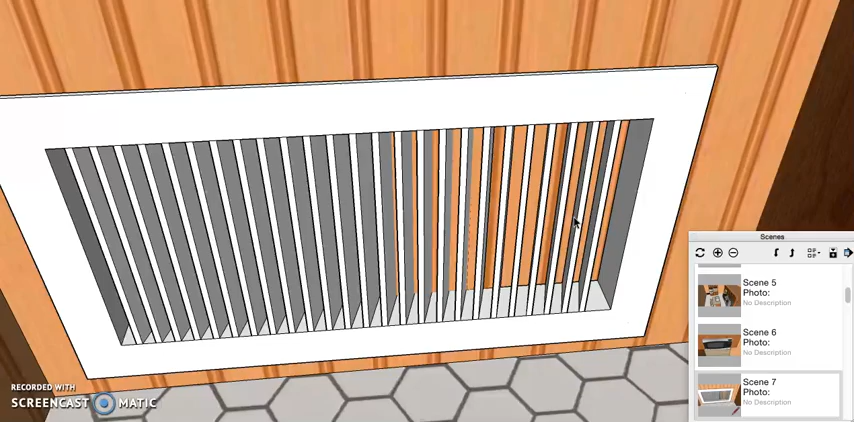 Scenes
Scene 5
Photo:
No Description
Scene 6
Photo:
No Description
Scene 7
Photo:
No Description
RECORDED WITH
SCREENCAST MATIC